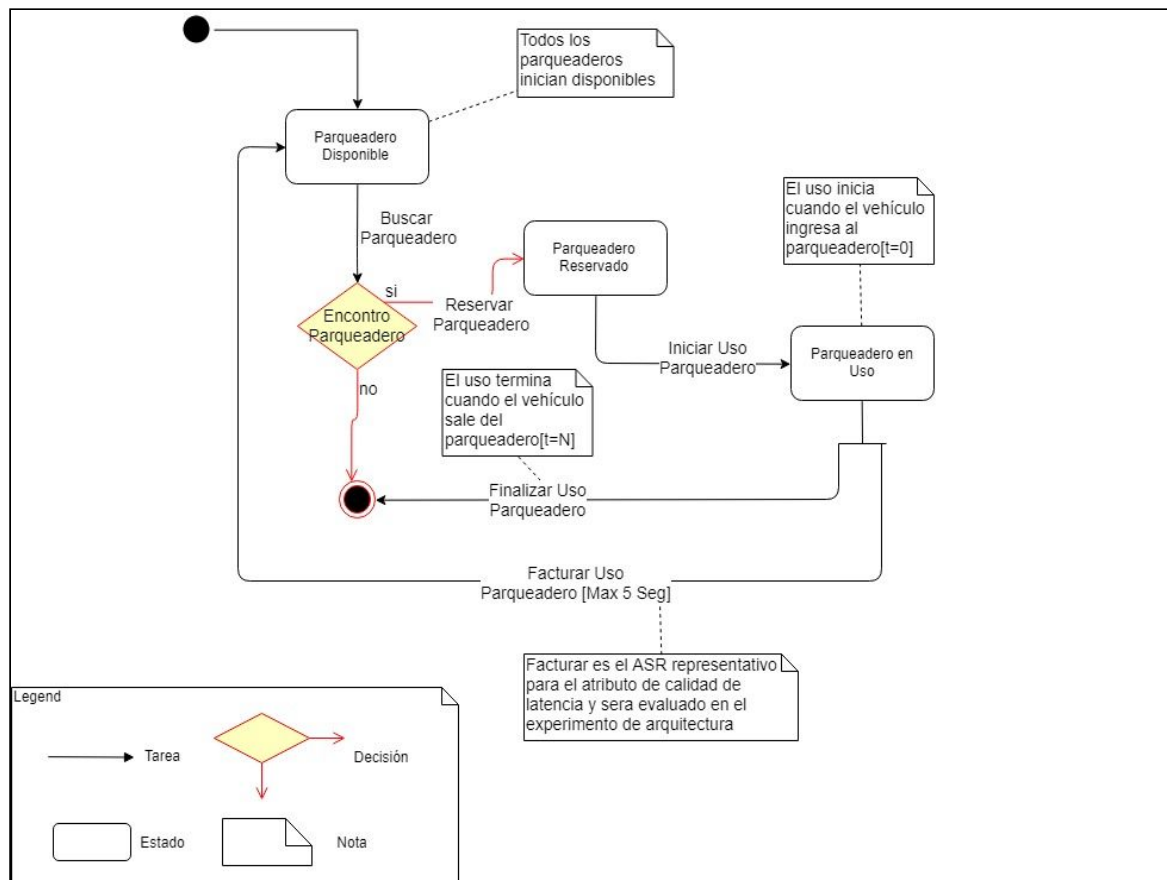 Todos los
parqueaderos
inician disponibles
Parqueadero
Disponible
El uso inicia
cuando el vehículo
ingresa al
parqueadero[t=0]
Buscar
Parqueadero
Parqueadero
Reservado
si
Reservar
Parqueadero
Encontro
Parqueadero
Iniciar Uso
Parqueadero
Parqueadero en
Uso
no
El uso termina
cuando el vehículo
sale del
parqueadero[t=N]
Finalizar Uso
Parqueadero
Facturar Uso
Parqueadero [Max 5 Seg]
Facturar es el ASR representativo
para el atributo de calidad de
latencia y sera evaluado en el
experimento de arquitectura
Legend
Tarea
Decisión
Estado
Nota